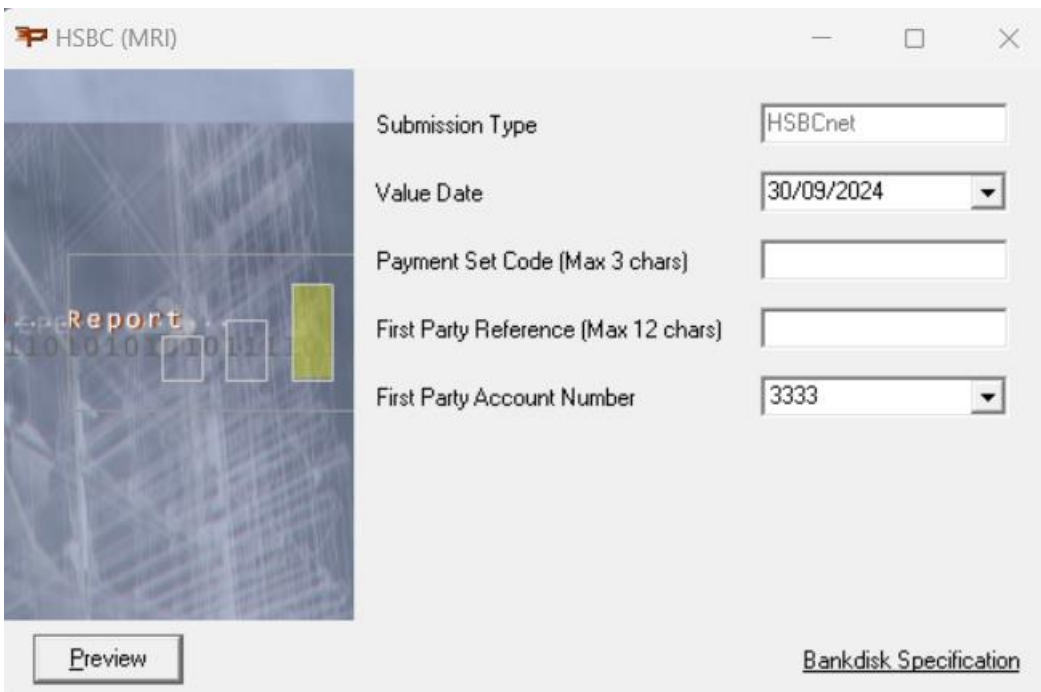 HSBC (MRI)
Submission Type
HSBCnet
Value Date
30/09/2024
Payment Set Code (Max 3 chars)
First Party Reference (Max 12 chars)
First Party Account Number
3333
Report
Preview
Bankdisk Specification